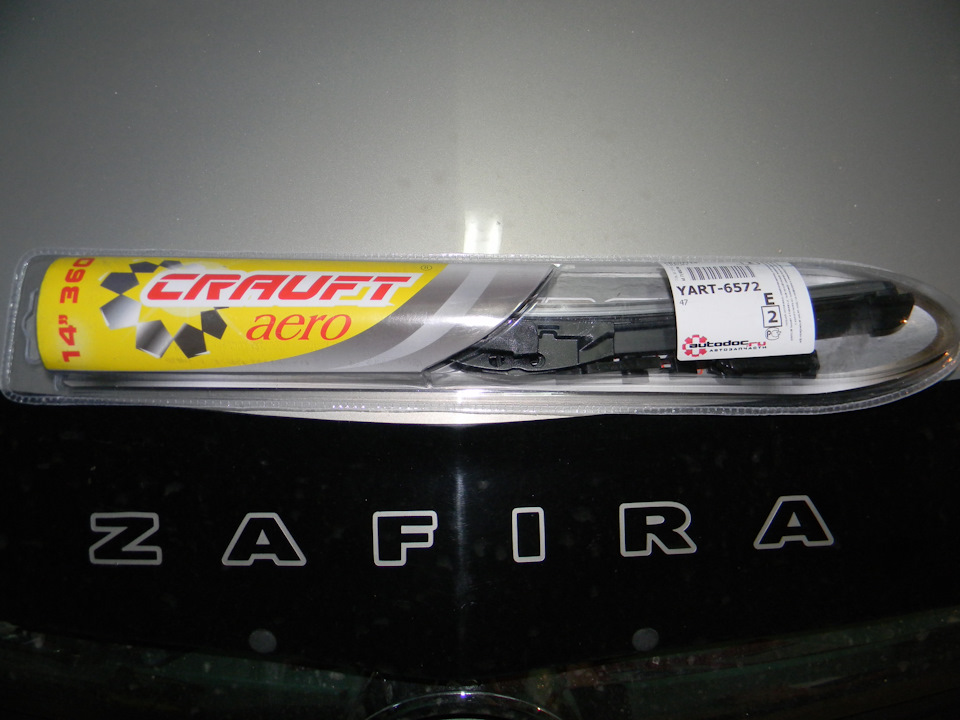 14" 360
CRAUFT®
aero
YART-6572
47
E
2
autodoc.ru
АВТОЗАПЧАСТИ
ZAFIRA